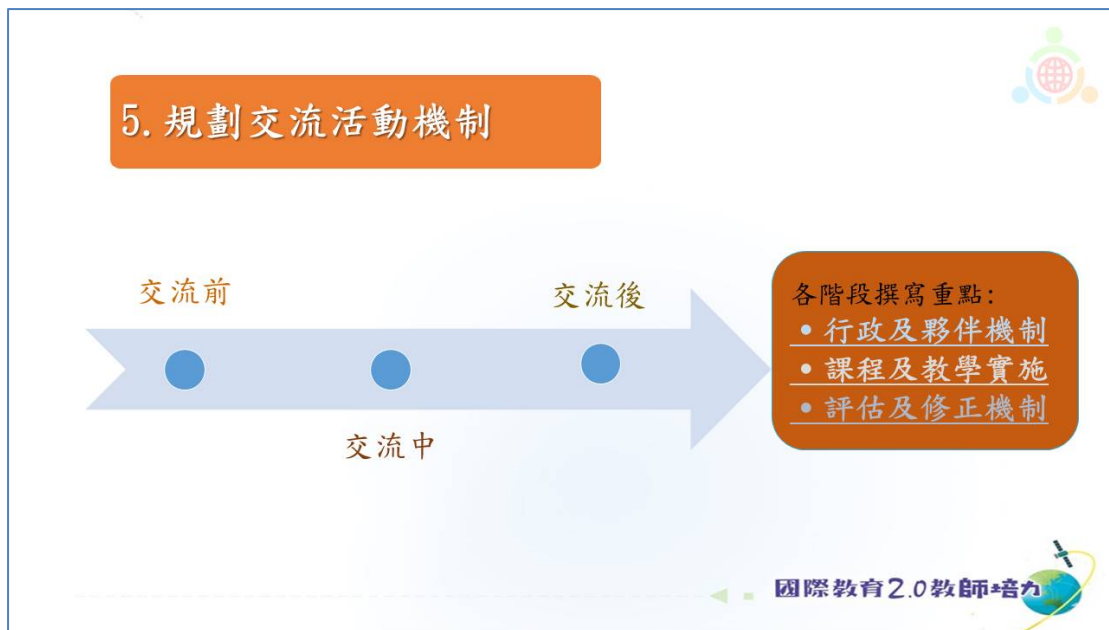 5.規劃交流活動機制
交流前
交流後
交流中
各階段撰寫重點:
• 行政及夥伴機制
• 課程及教學實施
• 評估及修正機制
國際教育2.0教師培力